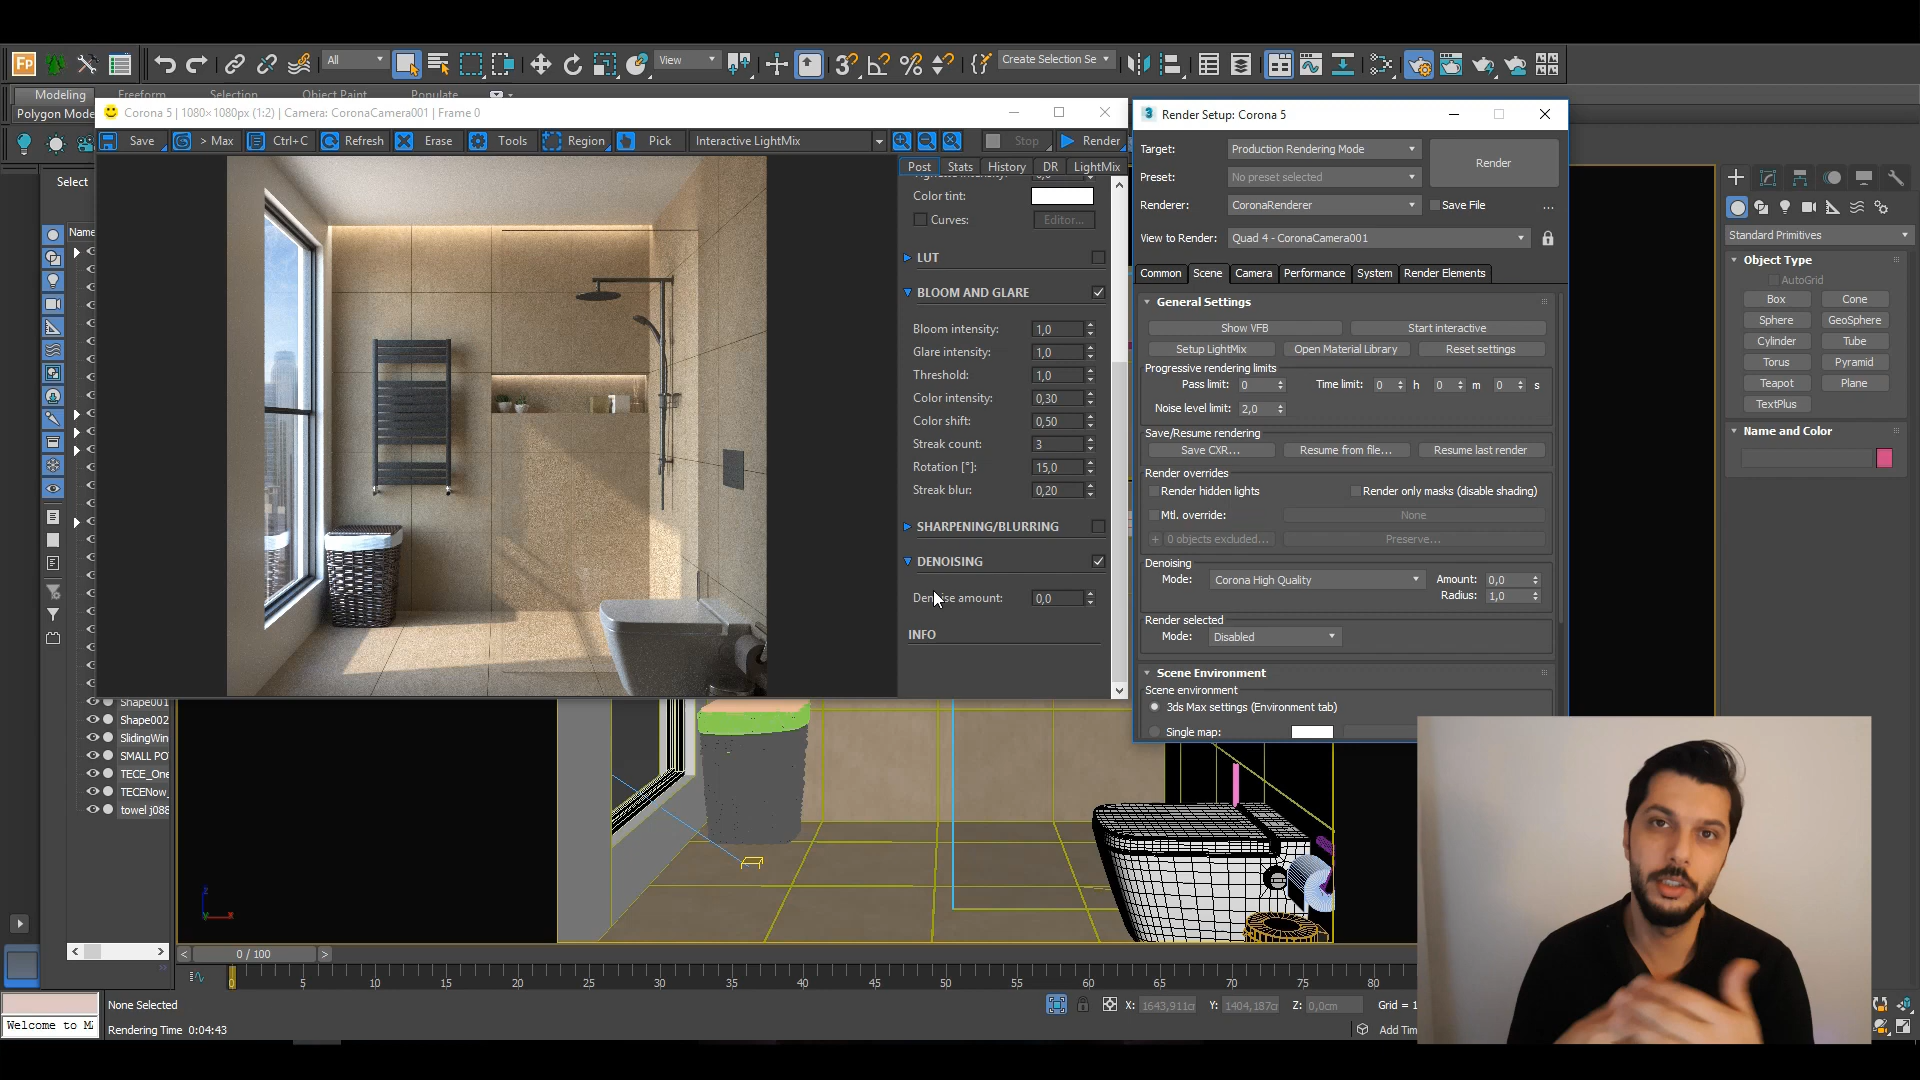 All
View
Create Selection Se
Modeling
Freeform
Selection
Object Paint
Populate
Polygon Mode
Corona 5 | 1080×1080px (1:2) | Camera: CoronaCamera001 | Frame 0
Save
> Max
Ctrl+C
Refresh
Erase
Tools
Region
Pick
Interactive LightMix
Stop
Render
Select
Name
Post
Stats
History
DR
LightMix
Color tint:
Curves:
Editor...
LUT
BLOOM AND GLARE
Bloom intensity: 1,0
Glare intensity: 1,0
Threshold: 1,0
Color intensity: 0,30
Color shift: 0,50
Streak count: 3
Rotation [°]: 15,0
Streak blur: 0,20
SHARPENING/BLURRING
DENOISING
Denoise amount: 0,0
INFO
Render Setup: Corona 5
Target: Production Rendering Mode
Render
Preset: No preset selected
Renderer: CoronaRenderer
Save File
...
View to Render: Quad 4 - CoronaCamera001
Common
Scene
Camera
Performance
System
Render Elements
General Settings
Show VFB
Start interactive
Setup LightMix
Open Material Library
Reset settings
Progressive rendering limits
Pass limit: 0
Time limit: 0 h 0 m 0 s
Noise level limit: 2,0
Save/Resume rendering
Save CXR...
Resume from file...
Resume last render
Render overrides
Render hidden lights
Render only masks (disable shading)
Mtl. override:
None
+ 0 objects excluded...
Preserve...
Denoising
Mode: Corona High Quality
Amount: 0,0
Radius: 1,0
Render selected
Mode: Disabled
Scene Environment
Scene environment
3ds Max settings (Environment tab)
Single map:
Standard Primitives
Object Type
AutoGrid
Box
Cone
Sphere
GeoSphere
Cylinder
Tube
Torus
Pyramid
Teapot
Plane
TextPlus
Name and Color
Shape001
Shape002
SlidingWin
SMALL PO
TECE_One
TECENow_
towel j088
0 / 100
0 5 10 15 20 25 30 35 40 45 50 55 60 65 70 75 80
None Selected
X: 1643,911c
Y: 1404,187c
Z: 0,0cm
Grid = 1
Welcome to M
Rendering Time 0:04:43
Add Tim